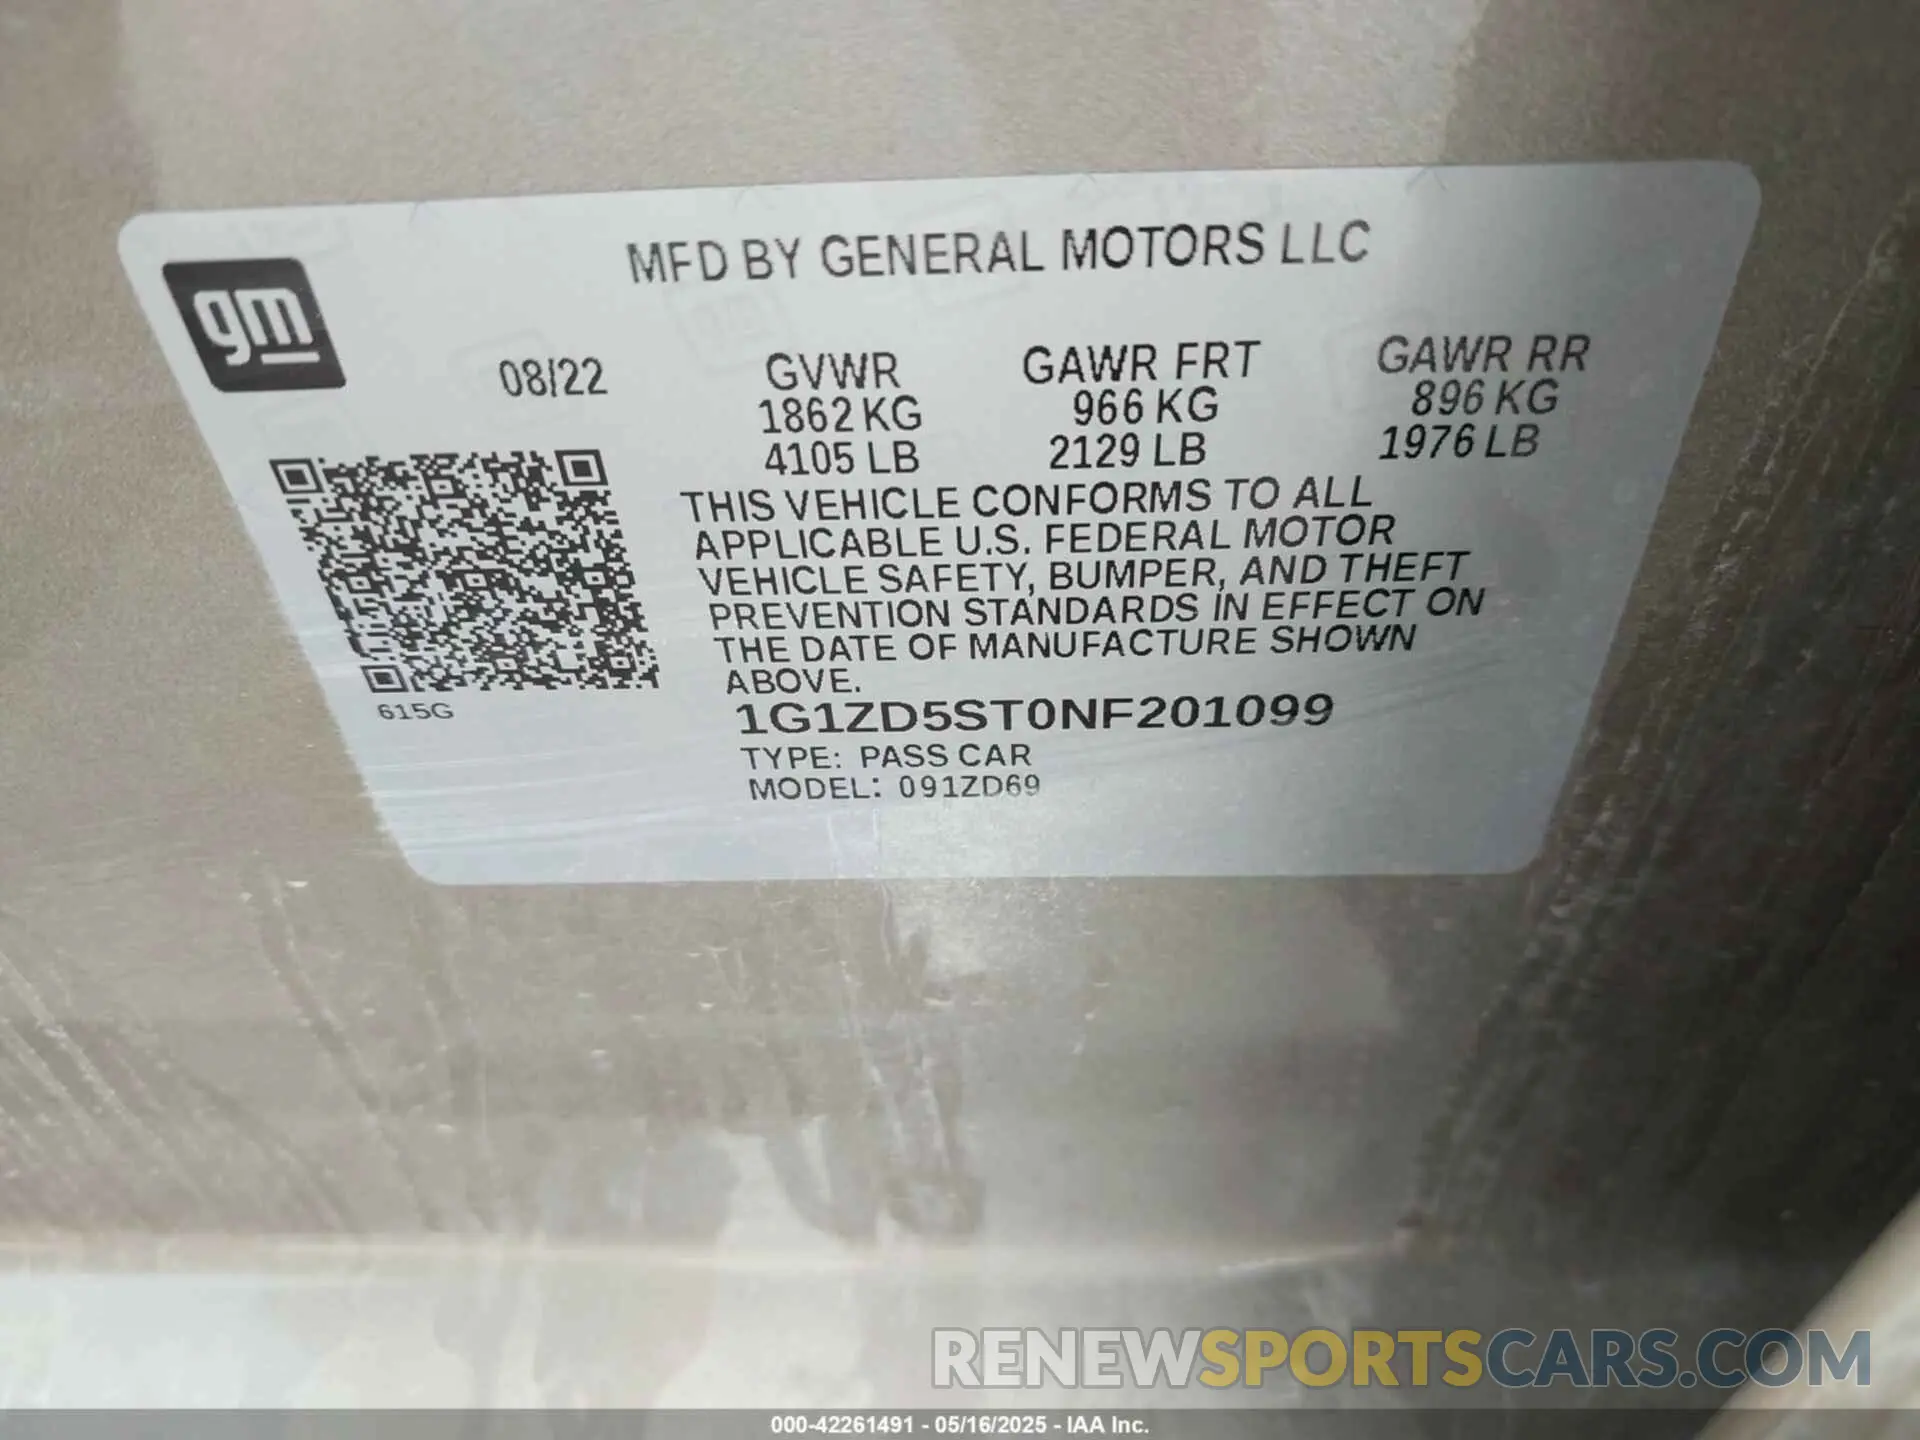 MFD BY GENERAL MOTORS LLC
gm
08/22
GVWR
1862 KG
4105 LB
GAWR FRT
966 KG
2129 LB
GAWR RR
896 KG
1976 LB
THIS VEHICLE CONFORMS TO ALL
APPLICABLE U.S. FEDERAL MOTOR
VEHICLE SAFETY, BUMPER, AND THEFT
PREVENTION STANDARDS IN EFFECT ON
THE DATE OF MANUFACTURE SHOWN
ABOVE.
615G
1G1ZD5ST0NF201099
TYPE: PASS CAR
MODEL: 091ZD69
RENEWSPORTSCARS.COM
000-42261491 - 05/16/2025 - IAA Inc.